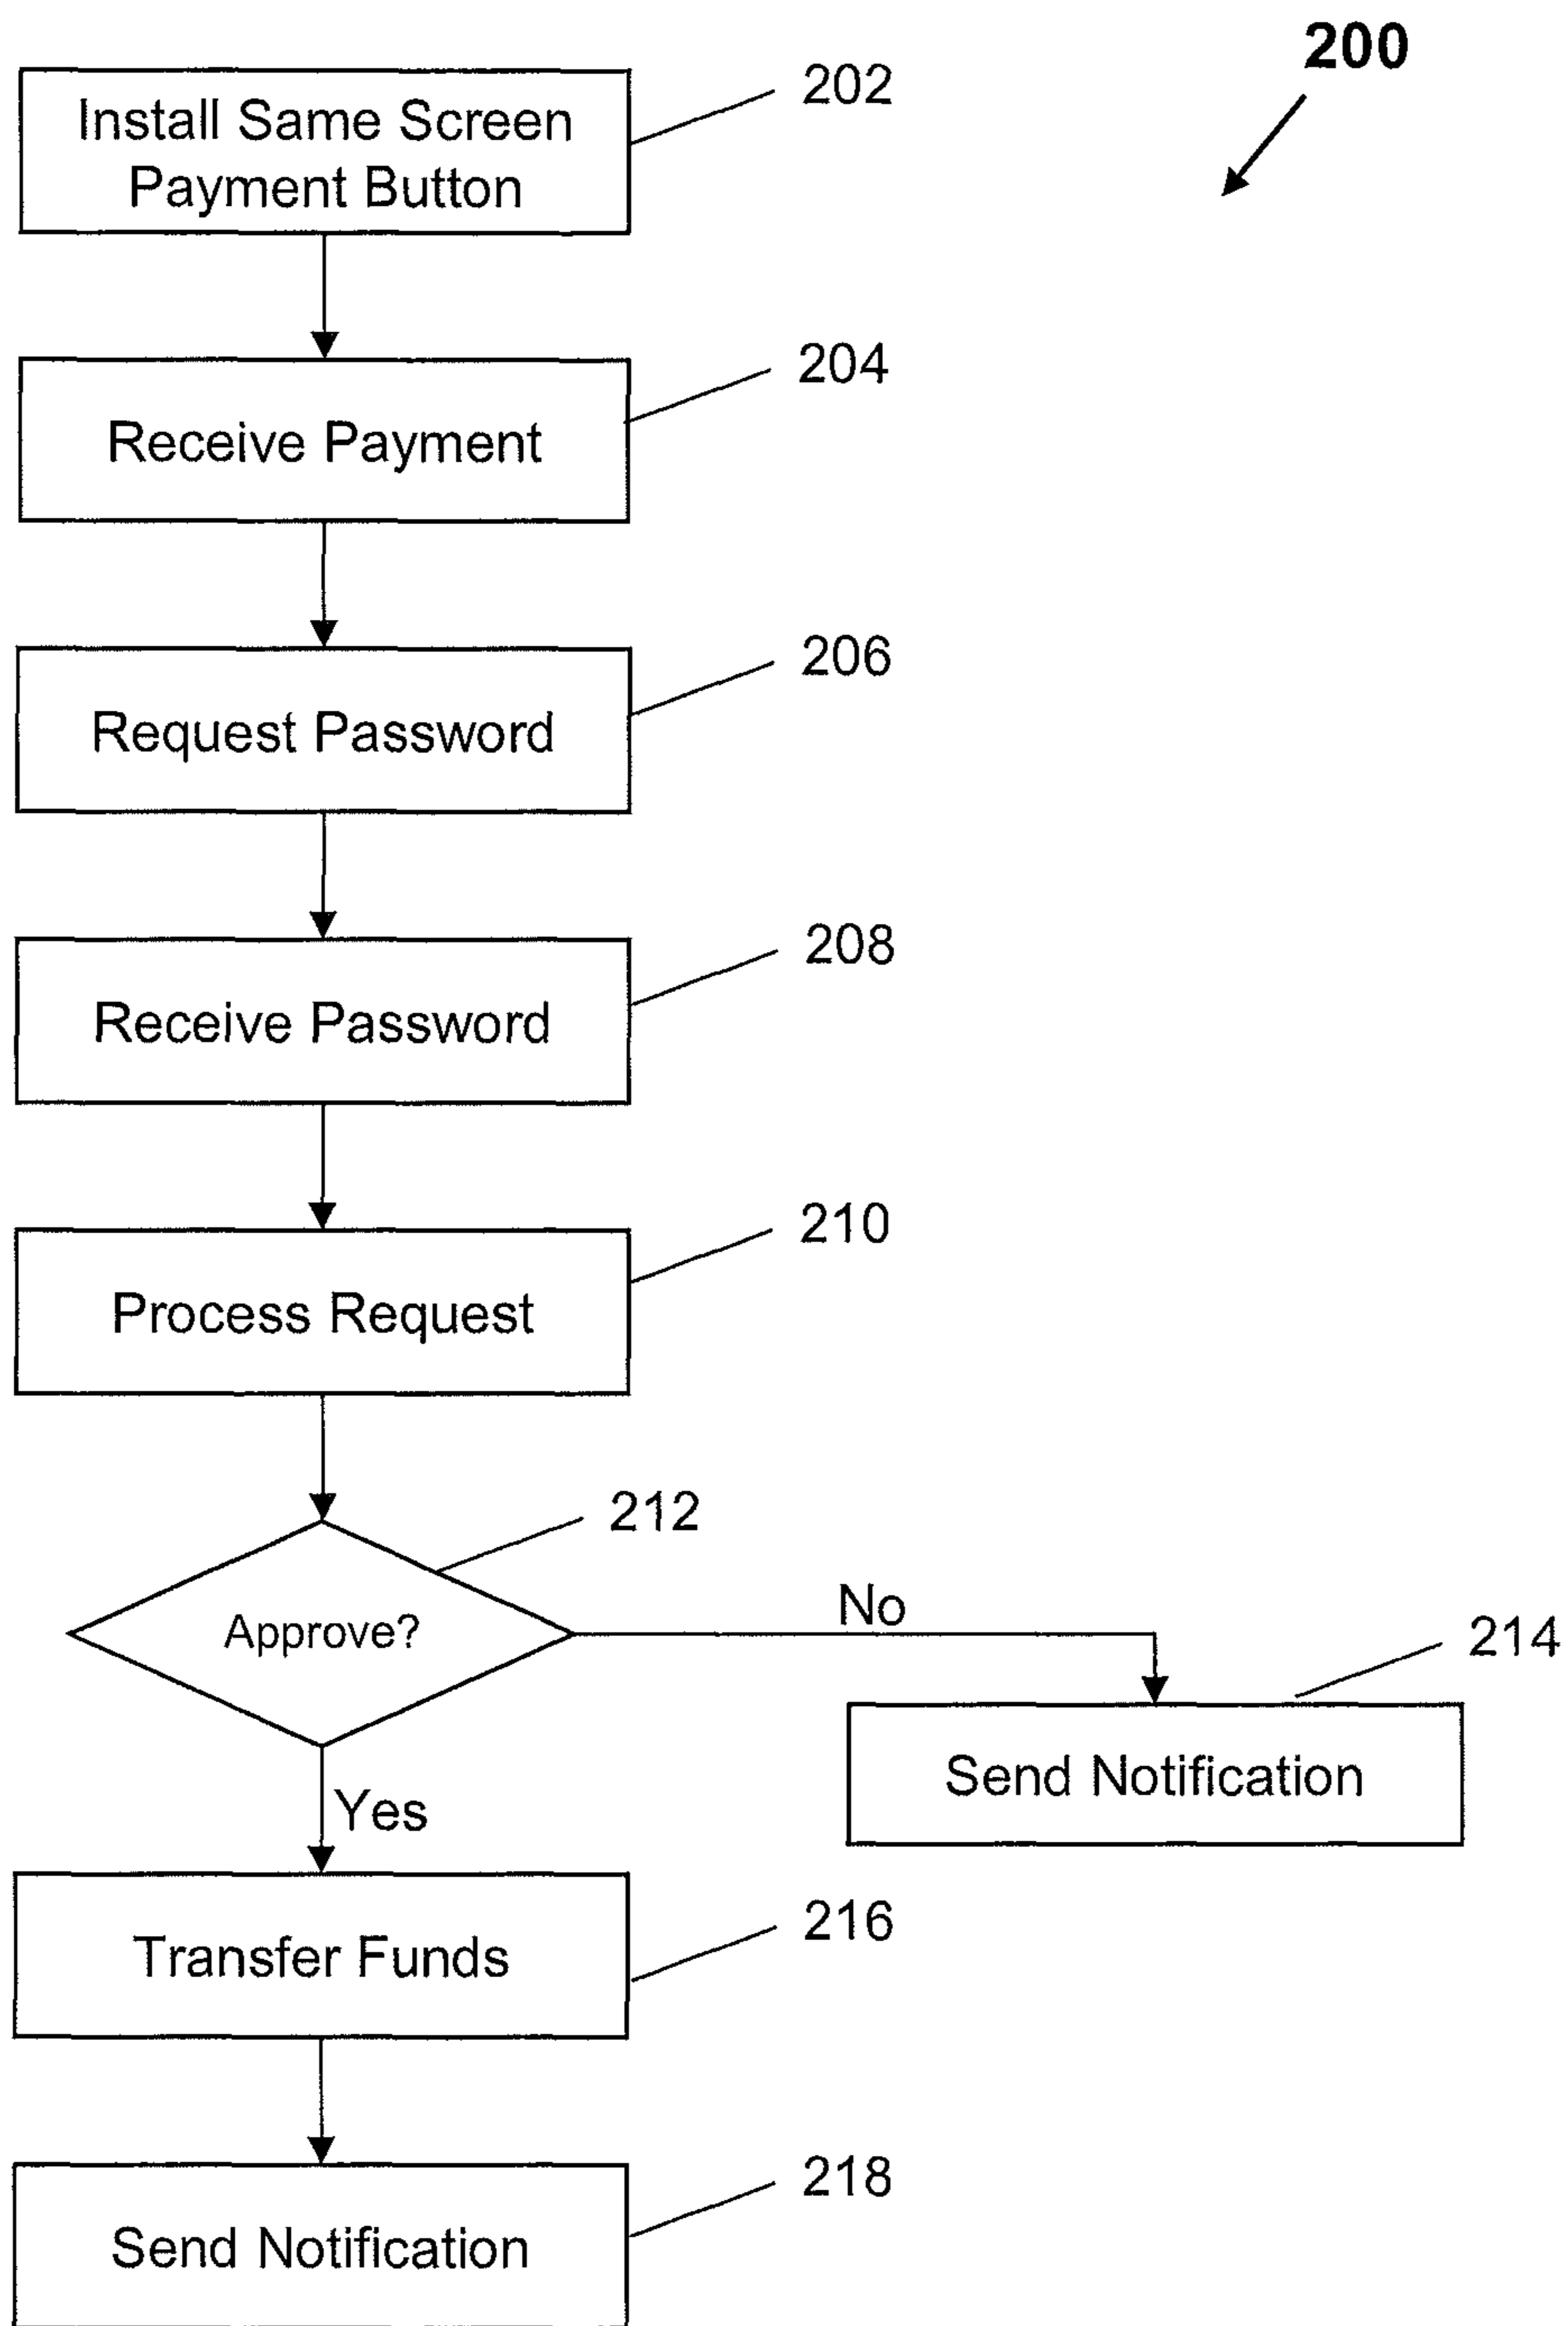 200
202
Install Same Screen
Payment Button
204
Receive Payment
206
Request Password
208
Receive Password
210
Process Request
212
Approve?
No
214
Send Notification
Yes
216
Transfer Funds
218
Send Notification